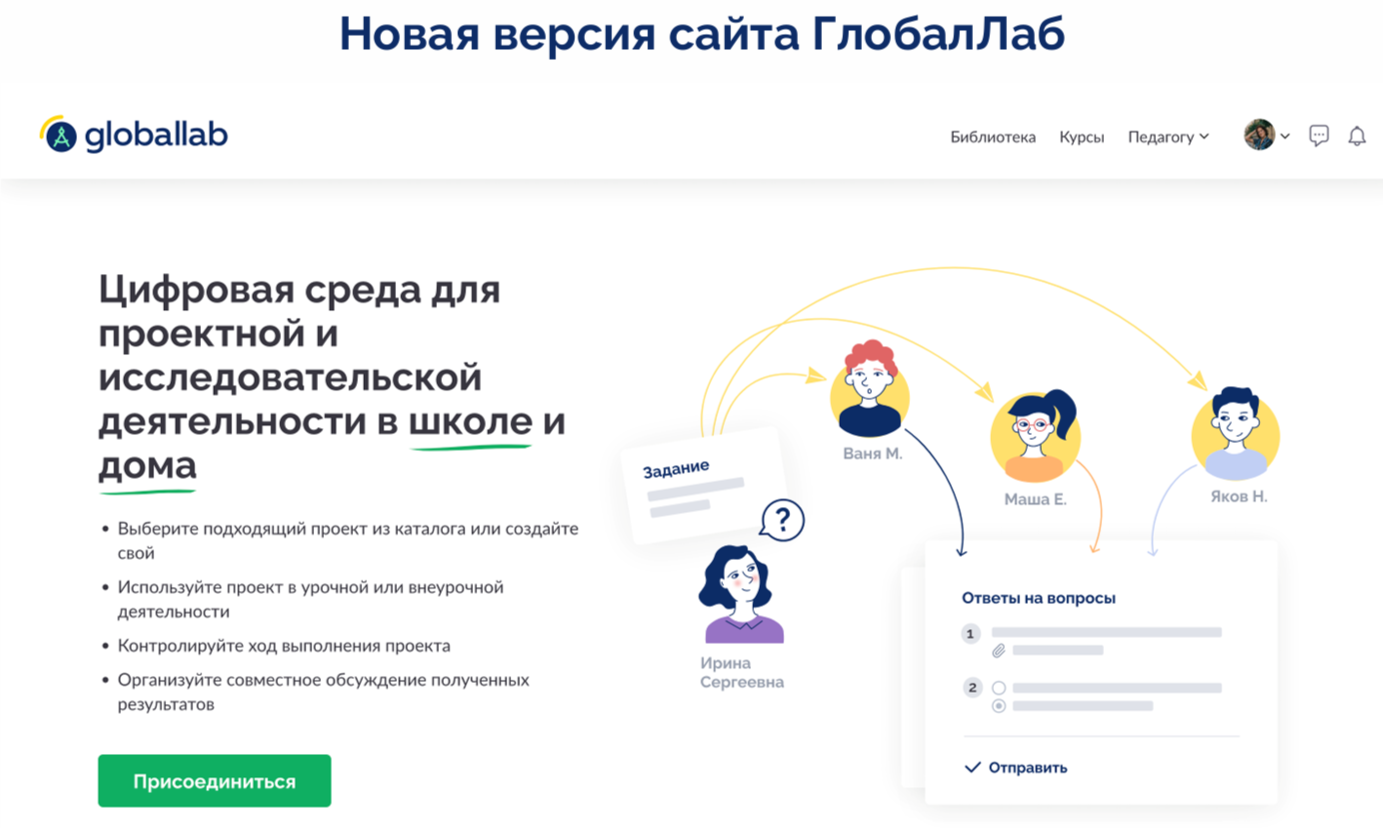 Новая версия сайта ГлобалЛаб
globallab
Библиотека Курсы Педагогу
Цифровая среда для
проектной и
исследовательской
деятельности в школе и
дома
• Выберите подходящий проект из каталога или создайте
свой
• Используйте проект в урочной или внеурочной
деятельности
• Контролируйте ход выполнения проекта
• Организуйте совместное обсуждение полученных
результатов
Присоединиться
Задание
?
Ирина
Сергеевна
Ваня М.
Маша Е.
Яков Н.
Ответы на вопросы
1
2
Отправить